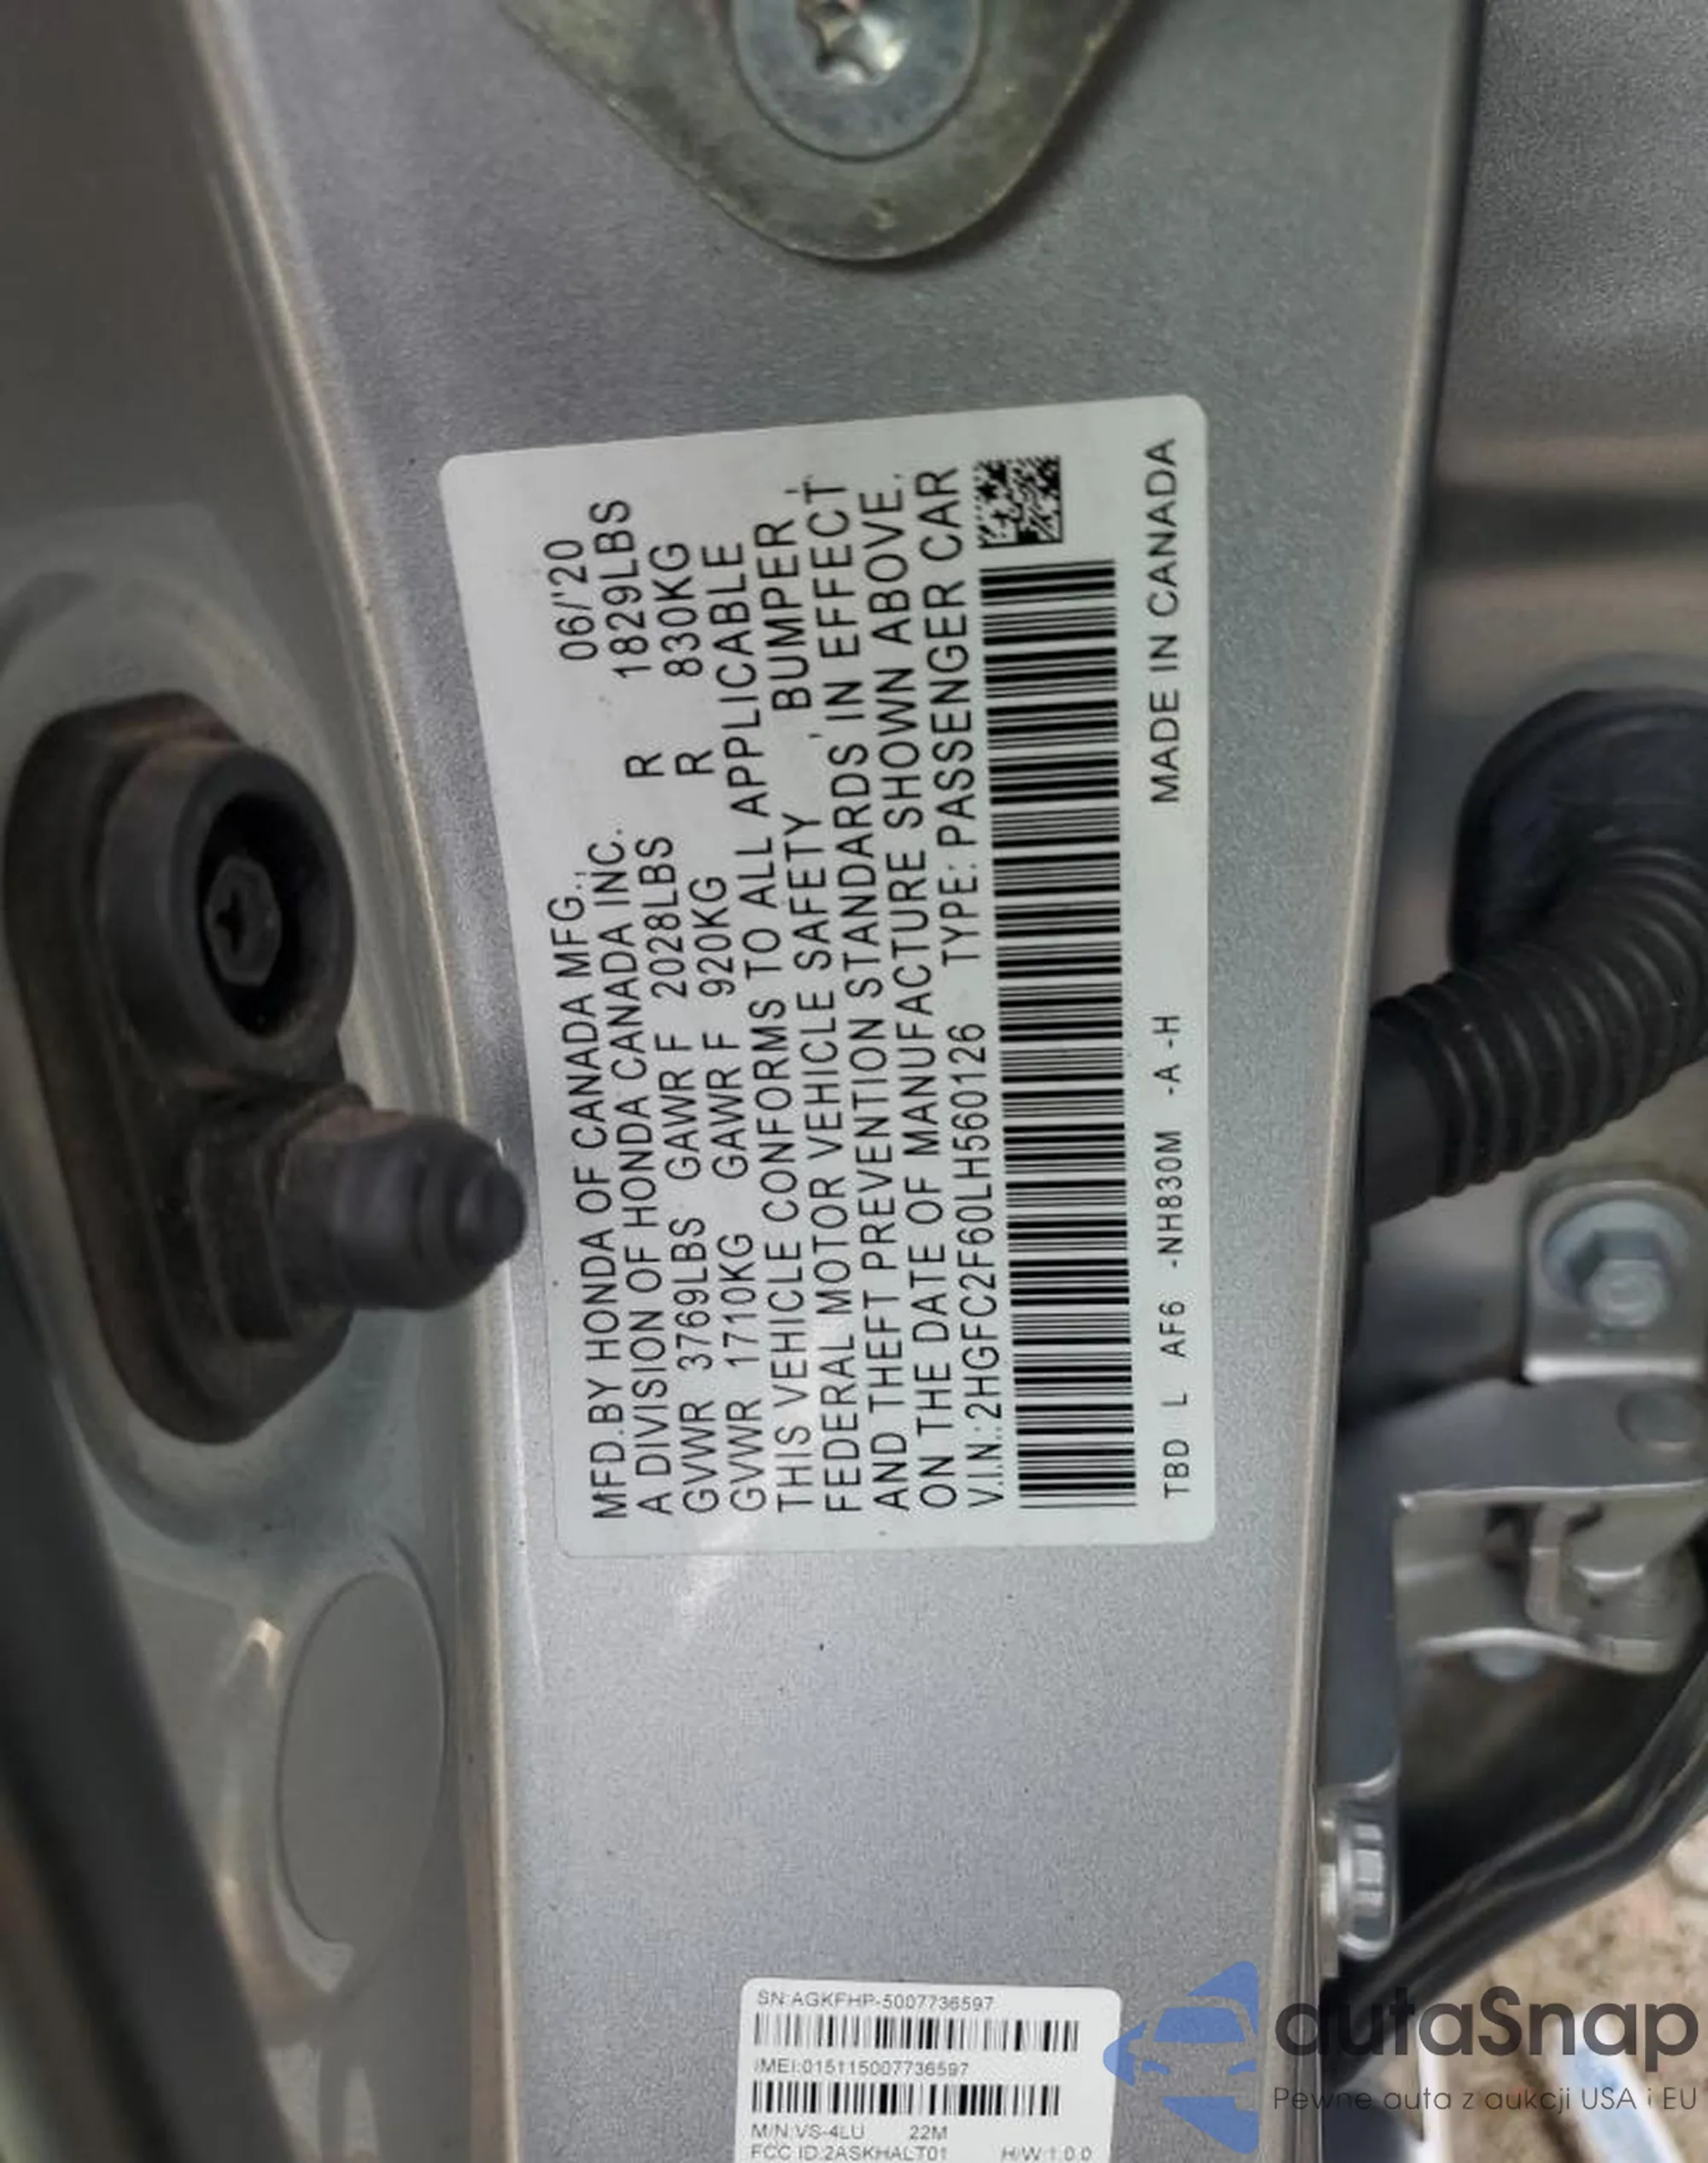 MFD.BY HONDA OF CANADA MFG., 06/'20
A DIVISION OF HONDA CANADA INC.
GVWR 3769LBS GAWR F 2028LBS R 1829LBS
GVWR 1710KG GAWR F 920KG R 830KG
THIS VEHICLE CONFORMS TO ALL APPLICABLE
FEDERAL MOTOR VEHICLE SAFETY , BUMPER ,
AND THEFT PREVENTION STANDARDS IN EFFECT
ON THE DATE OF MANUFACTURE SHOWN ABOVE.
V.I.N.:2HGFC2F60LH560126 TYPE: PASSENGER CAR
TBD L AF6 -NH830M -A -H MADE IN CANADA
SN:AGKFHP-5007736597
IMEI:015115007736597
M/N:VS-4LU 22M
FCC ID:2ASKHALT01 H/W:1.0.0
autaSnap
Pewne auta z aukcji USA i EU